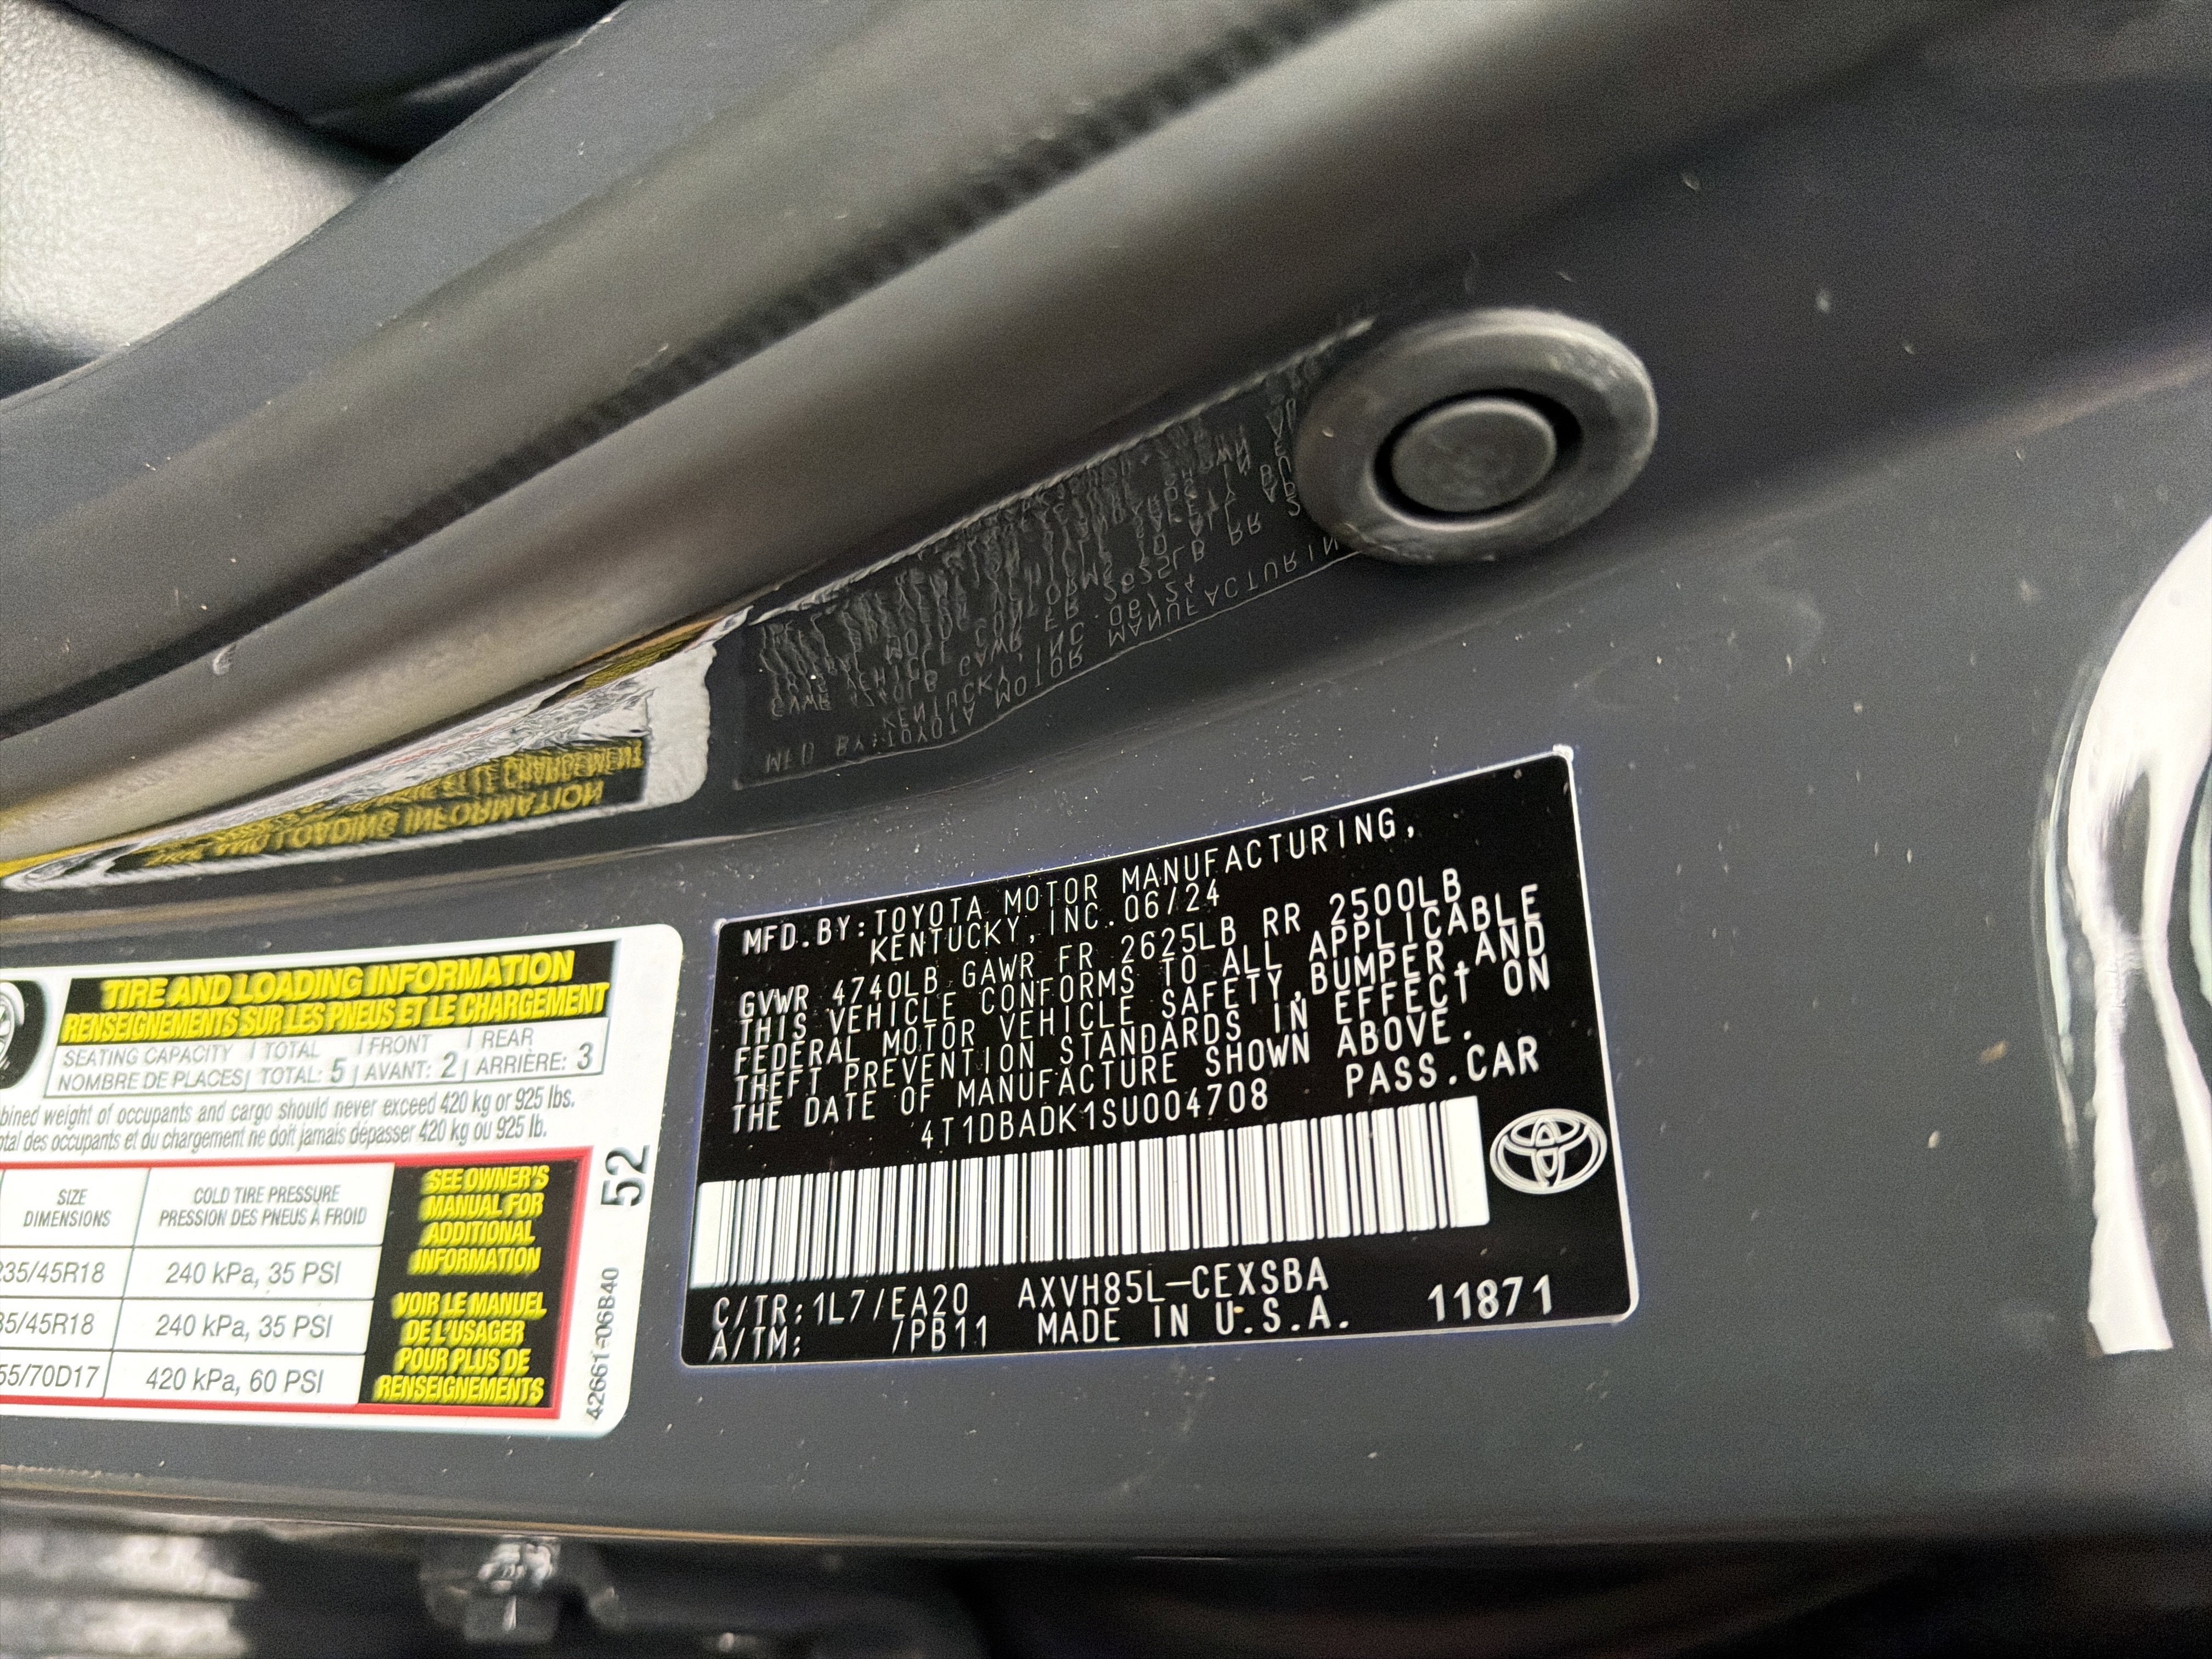 TIRE AND LOADING INFORMATION
RENSEIGNEMENTS SUR LES PNEUS ET LE CHARGEMENT
SEATING CAPACITY | TOTAL | FRONT | REAR
NOMBRE DE PLACES | TOTAL: 5 | AVANT: 2 | ARRIÈRE: 3
bined weight of occupants and cargo should never exceed 420 kg or 925 lbs.
tal des occupants et du chargement ne doit jamais dépasser 420 kg ou 925 lb.
SIZE
DIMENSIONS
COLD TIRE PRESSURE
PRESSION DES PNEUS À FROID
235/45R18 240 kPa, 35 PSI
35/45R18 240 kPa, 35 PSI
55/70D17 420 kPa, 60 PSI
SEE OWNER'S
MANUAL FOR
ADDITIONAL
INFORMATION
VOIR LE MANUEL
DE L'USAGER
POUR PLUS DE
RENSEIGNEMENTS
52
42661-06B40
MFD.BY:TOYOTA MOTOR MANUFACTURING,
KENTUCKY,INC.06/24
GVWR 4740LB GAWR FR 2625LB RR 2500LB
THIS VEHICLE CONFORMS TO ALL APPLICABLE
FEDERAL MOTOR VEHICLE SAFETY,BUMPER,AND
THEFT PREVENTION STANDARDS IN EFFECT ON
THE DATE OF MANUFACTURE SHOWN ABOVE.
4T1DBADK1SU004708 PASS.CAR
C/TR:1L7/EA20 AXVH85L-CEXSBA
A/TM: /PB11 MADE IN U.S.A. 11871